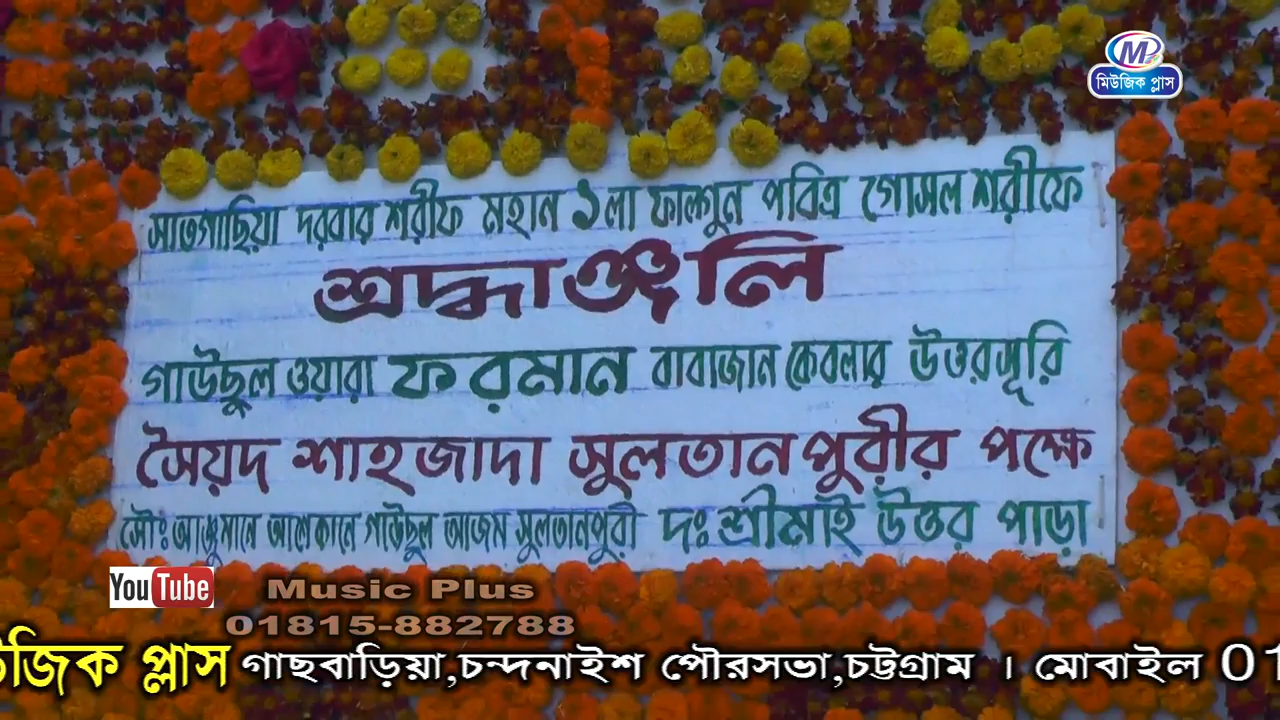 মিউজিক প্লাস
সাতগাছিয়া দরবার শরীফ মহান ১লা ফাল্গুন পবিত্র গোসল শরীফে
শ্রদ্ধাঞ্জলি
গাউছুল ওয়ারা ফরমান বাবাজান কেবলার উত্তরসূরি
সৈয়দ শাহজাদা সুলতানপুরীর পক্ষে
সৌঃ আঞ্জুমানে আশেকানে গাউছুল আজম সুলতানপুরী দঃ শ্রীমাই উত্তর পাড়া
YouTube Music Plus
01815-882788
উজিক প্লাস গাছবাড়িয়া,চন্দনাইশ পৌরসভা,চট্টগ্রাম । মোবাইল 01